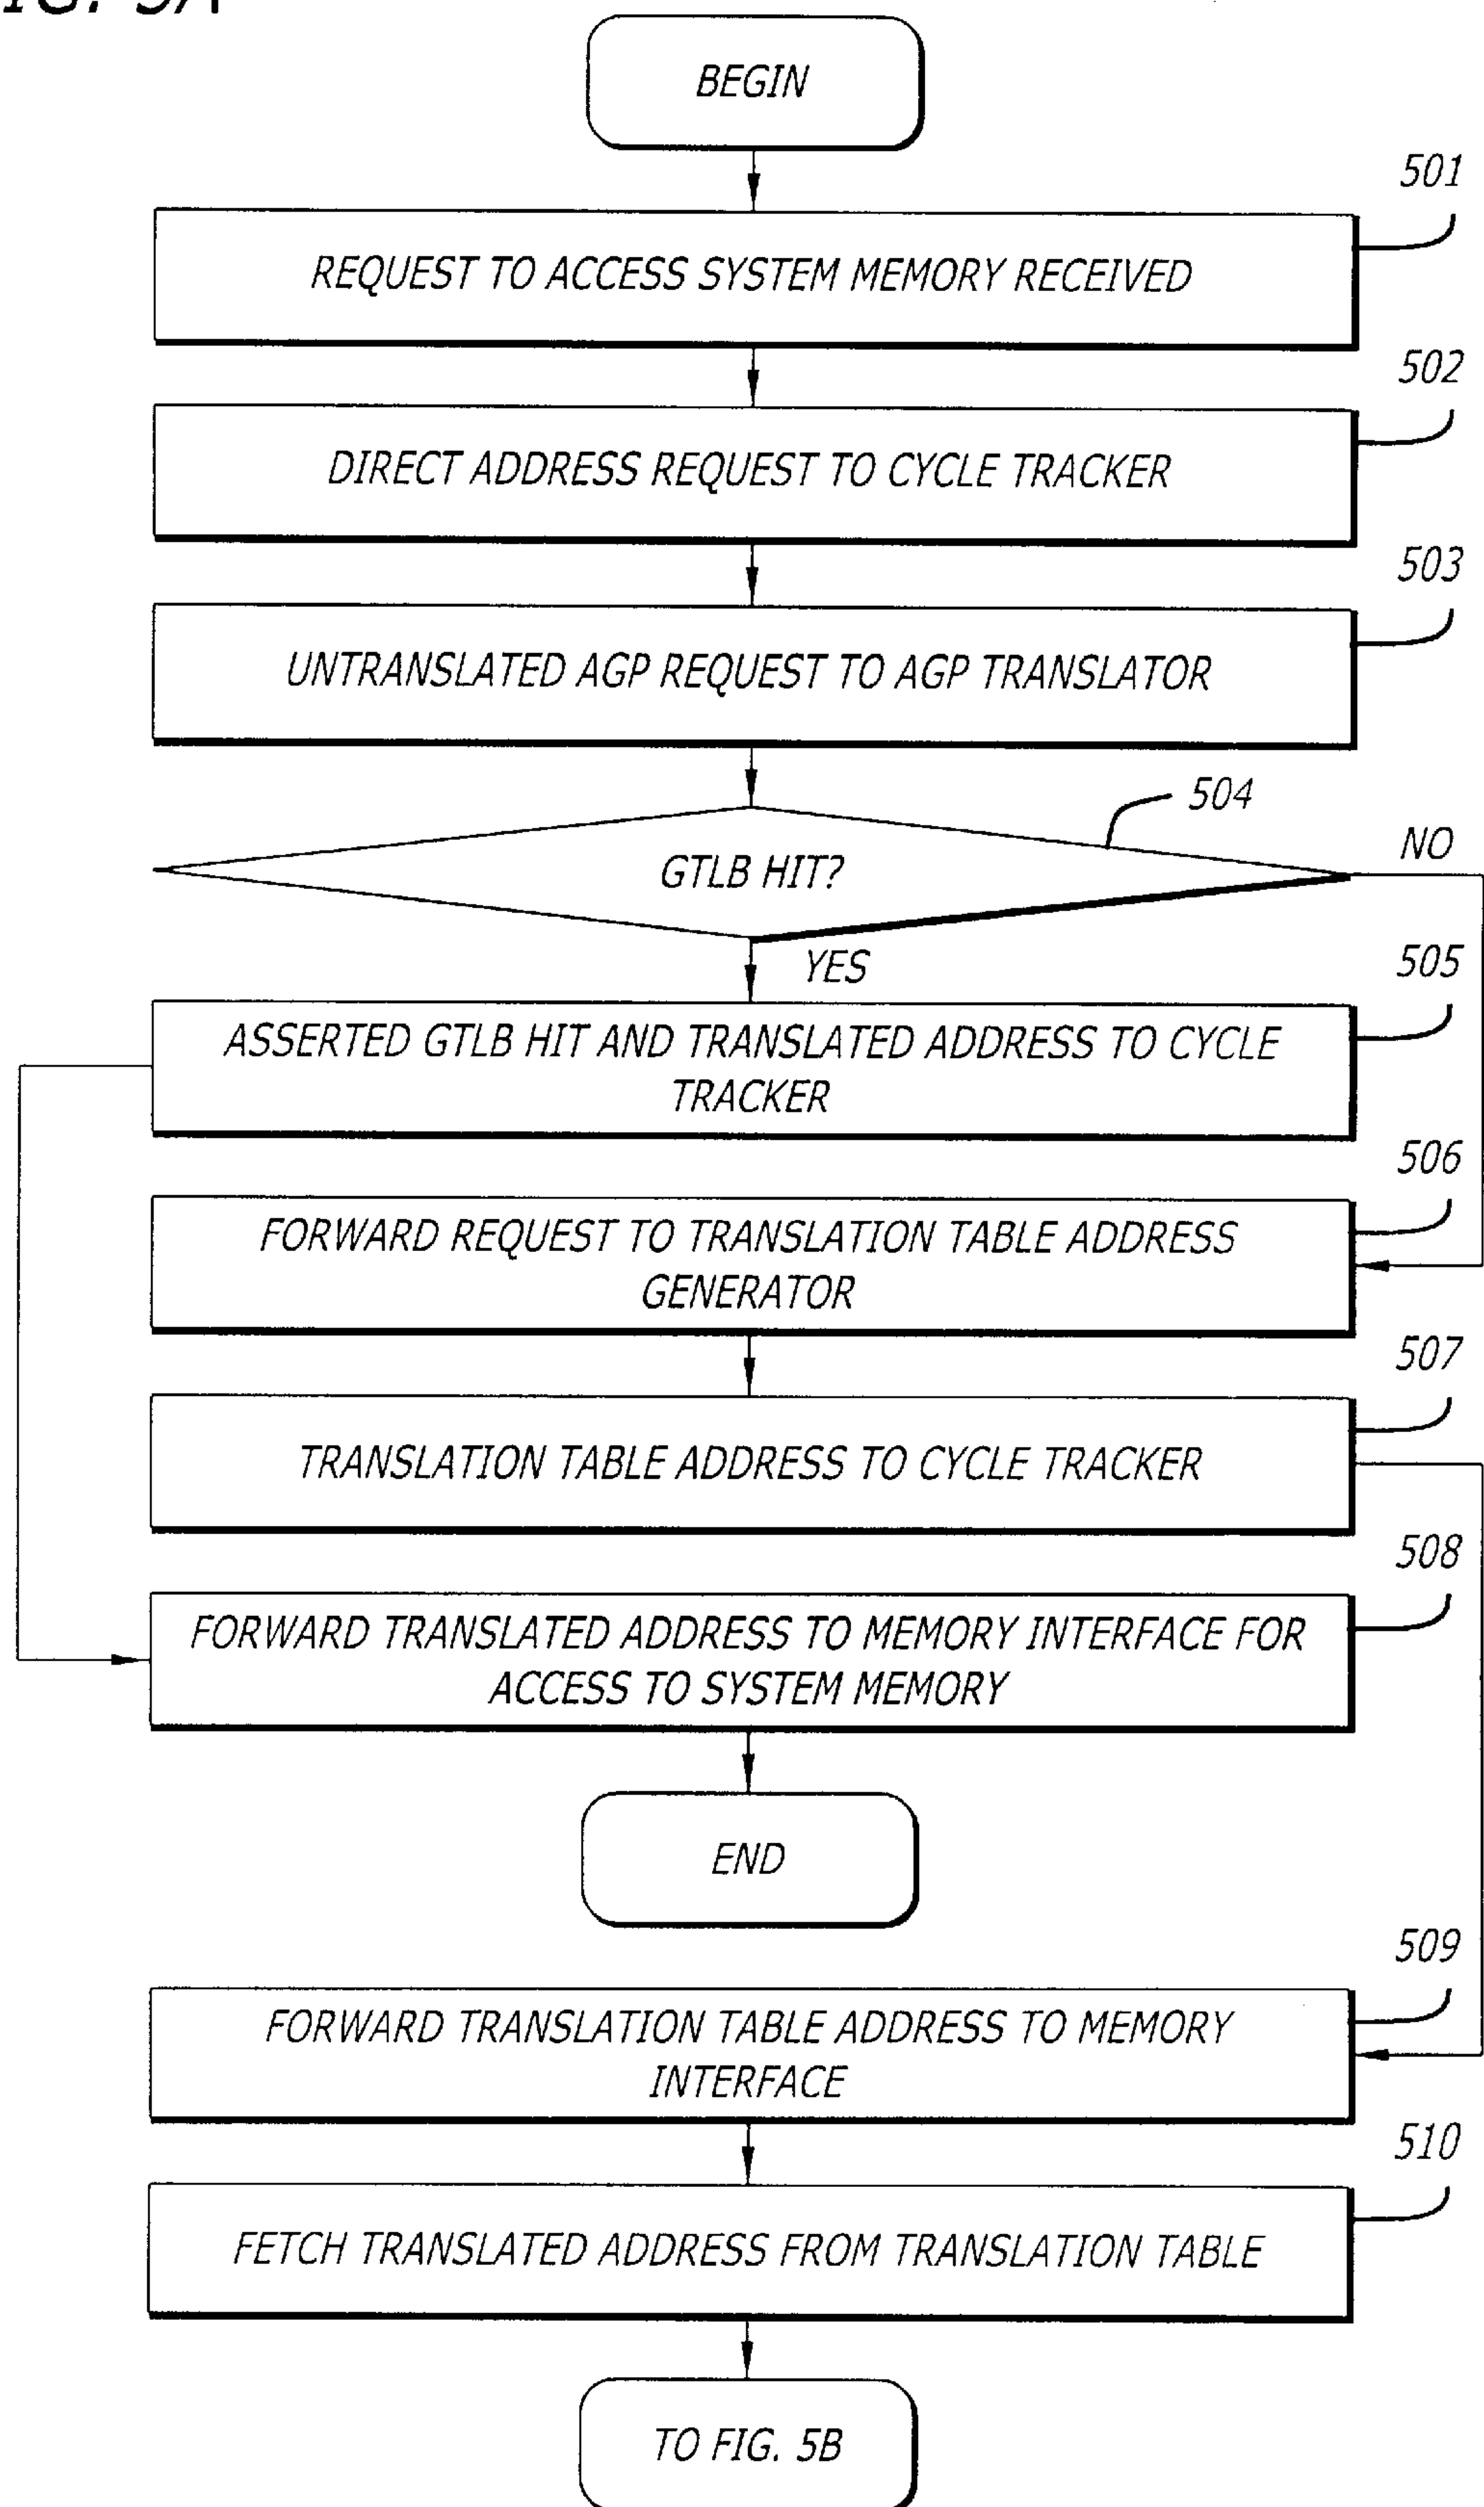 FIG. 5A
BEGIN
501
REQUEST TO ACCESS SYSTEM MEMORY RECEIVED
502
DIRECT ADDRESS REQUEST TO CYCLE TRACKER
503
UNTRANSLATED AGP REQUEST TO AGP TRANSLATOR
504
GTLB HIT?
NO
YES
505
ASSERTED GTLB HIT AND TRANSLATED ADDRESS TO CYCLE
TRACKER
506
FORWARD REQUEST TO TRANSLATION TABLE ADDRESS
GENERATOR
507
TRANSLATION TABLE ADDRESS TO CYCLE TRACKER
508
FORWARD TRANSLATED ADDRESS TO MEMORY INTERFACE FOR
ACCESS TO SYSTEM MEMORY
END
509
FORWARD TRANSLATION TABLE ADDRESS TO MEMORY
INTERFACE
510
FETCH TRANSLATED ADDRESS FROM TRANSLATION TABLE
TO FIG. 5B